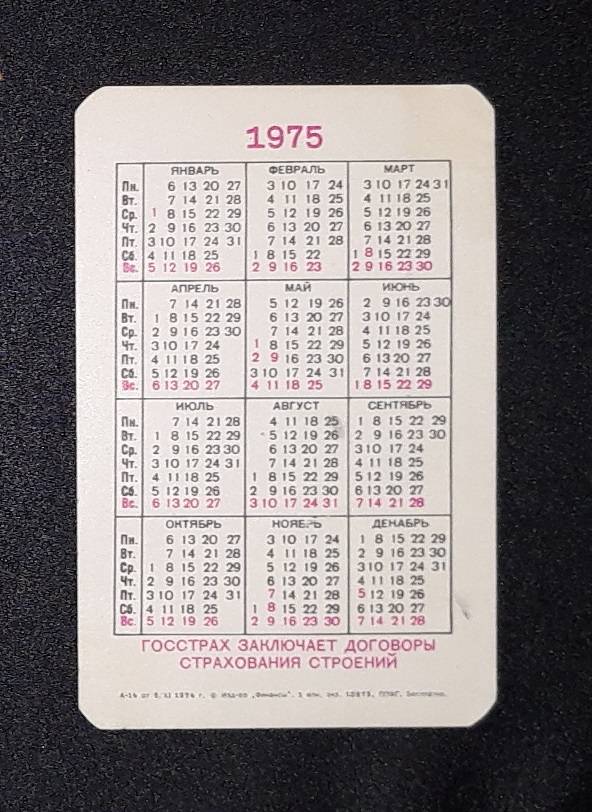 1975
ЯНВАРЬ ФЕВРАЛЬ МАРТ
Пн. 6 13 20 27 3 10 17 24 3 10 17 24 31
Вт. 7 14 21 28 4 11 18 25 4 11 18 25
Ср. 1 8 15 22 29 5 12 19 26 5 12 19 26
Чт. 2 9 16 23 30 6 13 20 27 6 13 20 27
Пт. 3 10 17 24 31 7 14 21 28 7 14 21 28
Сб. 4 11 18 25 1 8 15 22 1 8 15 22 29
Вс. 5 12 19 26 2 9 16 23 2 9 16 23 30
АПРЕЛЬ МАЙ ИЮНЬ
Пн. 7 14 21 28 5 12 19 26 2 9 16 23 30
Вт. 1 8 15 22 29 6 13 20 27 3 10 17 24
Ср. 2 9 16 23 30 7 14 21 28 4 11 18 25
Чт. 3 10 17 24 1 8 15 22 29 5 12 19 26
Пт. 4 11 18 25 2 9 16 23 30 6 13 20 27
Сб. 5 12 19 26 3 10 17 24 31 7 14 21 28
Вс. 6 13 20 27 4 11 18 25 1 8 15 22 29
ИЮЛЬ АВГУСТ СЕНТЯБРЬ
Пн. 7 14 21 28 4 11 18 25 1 8 15 22 29
Вт. 1 8 15 22 29 5 12 19 26 2 9 16 23 30
Ср. 2 9 16 23 30 6 13 20 27 3 10 17 24
Чт. 3 10 17 24 31 7 14 21 28 4 11 18 25
Пт. 4 11 18 25 1 8 15 22 29 5 12 19 26
Сб. 5 12 19 26 2 9 16 23 30 6 13 20 27
Вс. 6 13 20 27 3 10 17 24 31 7 14 21 28
ОКТЯБРЬ НОЯБРЬ ДЕКАБРЬ
Пн. 6 13 20 27 3 10 17 24 1 8 15 22 29
Вт. 7 14 21 28 4 11 18 25 2 9 16 23 30
Ср. 1 8 15 22 29 5 12 19 26 3 10 17 24 31
Чт. 2 9 16 23 30 6 13 20 27 4 11 18 25
Пт. 3 10 17 24 31 7 14 21 28 5 12 19 26
Сб. 4 11 18 25 1 8 15 22 29 6 13 20 27
Вс. 5 12 19 26 2 9 16 23 30 7 14 21 28
ГОССТРАХ ЗАКЛЮЧАЕТ ДОГОВОРЫ
СТРАХОВАНИЯ СТРОЕНИЙ
А-14 от 1974 г. © Изд-во „Финансы". 3 млн. экз. Бесплатно.